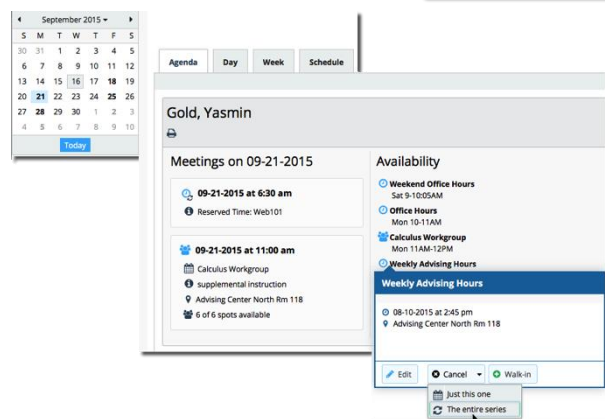 September 2015
S M T W T F S
30 31 1 2 3 4 5
6 7 8 9 10 11 12
13 14 15 16 17 18 19
20 21 22 23 24 25 26
27 28 29 30 1 2 3
4 5 6 7 8 9 10
Today
Agenda Day Week Schedule
Gold, Yasmin
Meetings on 09-21-2015
09-21-2015 at 6:30 am
Reserved Time: Web101
09-21-2015 at 11:00 am
Calculus Workgroup
supplemental instruction
Advising Center North Rm 118
6 of 6 spots available
Availability
Weekend Office Hours
Sat 9-10:05AM
Office Hours
Mon 10-11AM
Calculus Workgroup
Mon 11AM-12PM
Weekly Advising Hours
Weekly Advising Hours
08-10-2015 at 2:45 pm
Advising Center North Rm 118
Edit Cancel Walk-in
Just this one
The entire series